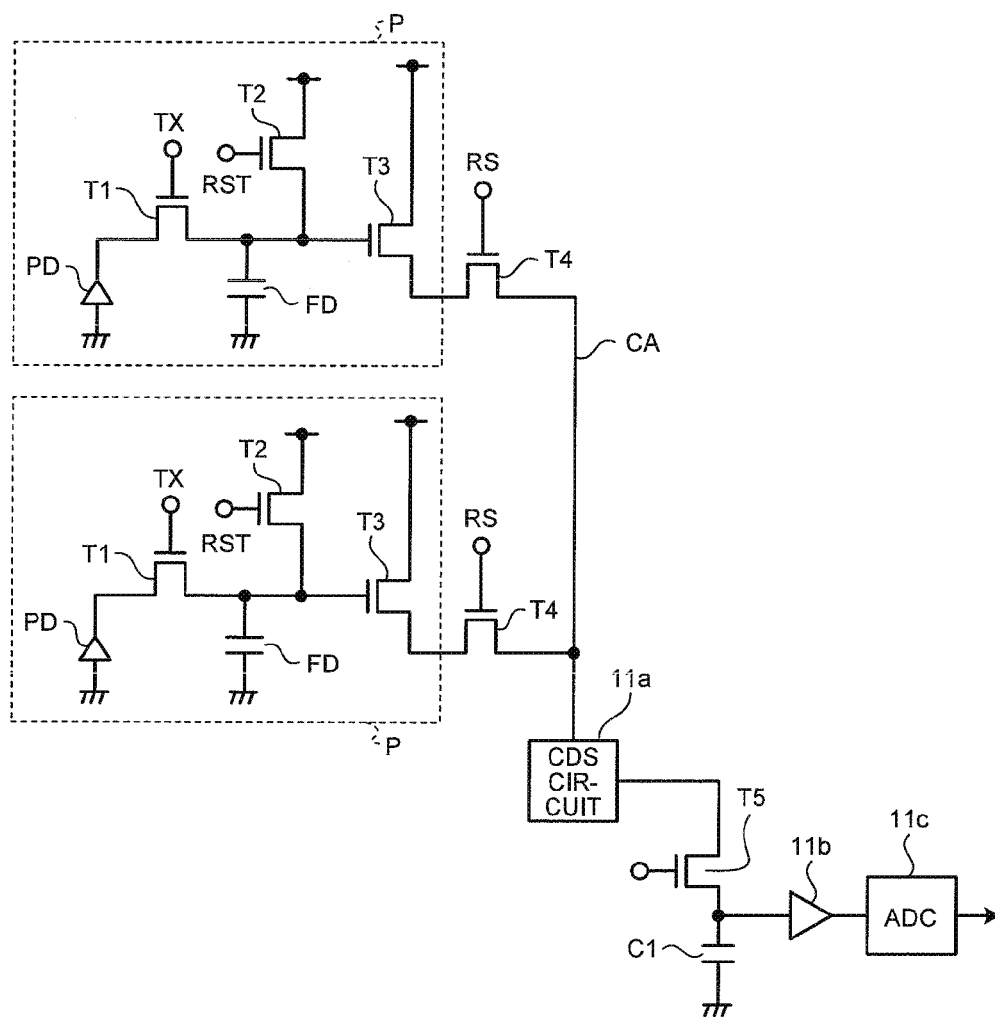 P
T2
TX
T3
RS
RST
T1
T4
PD
FD
CA
T2
TX
T3
RS
RST
T1
T4
PD
FD
11a
P
CDS
CIR-
CUIT
T5
11b
11c
ADC
C1